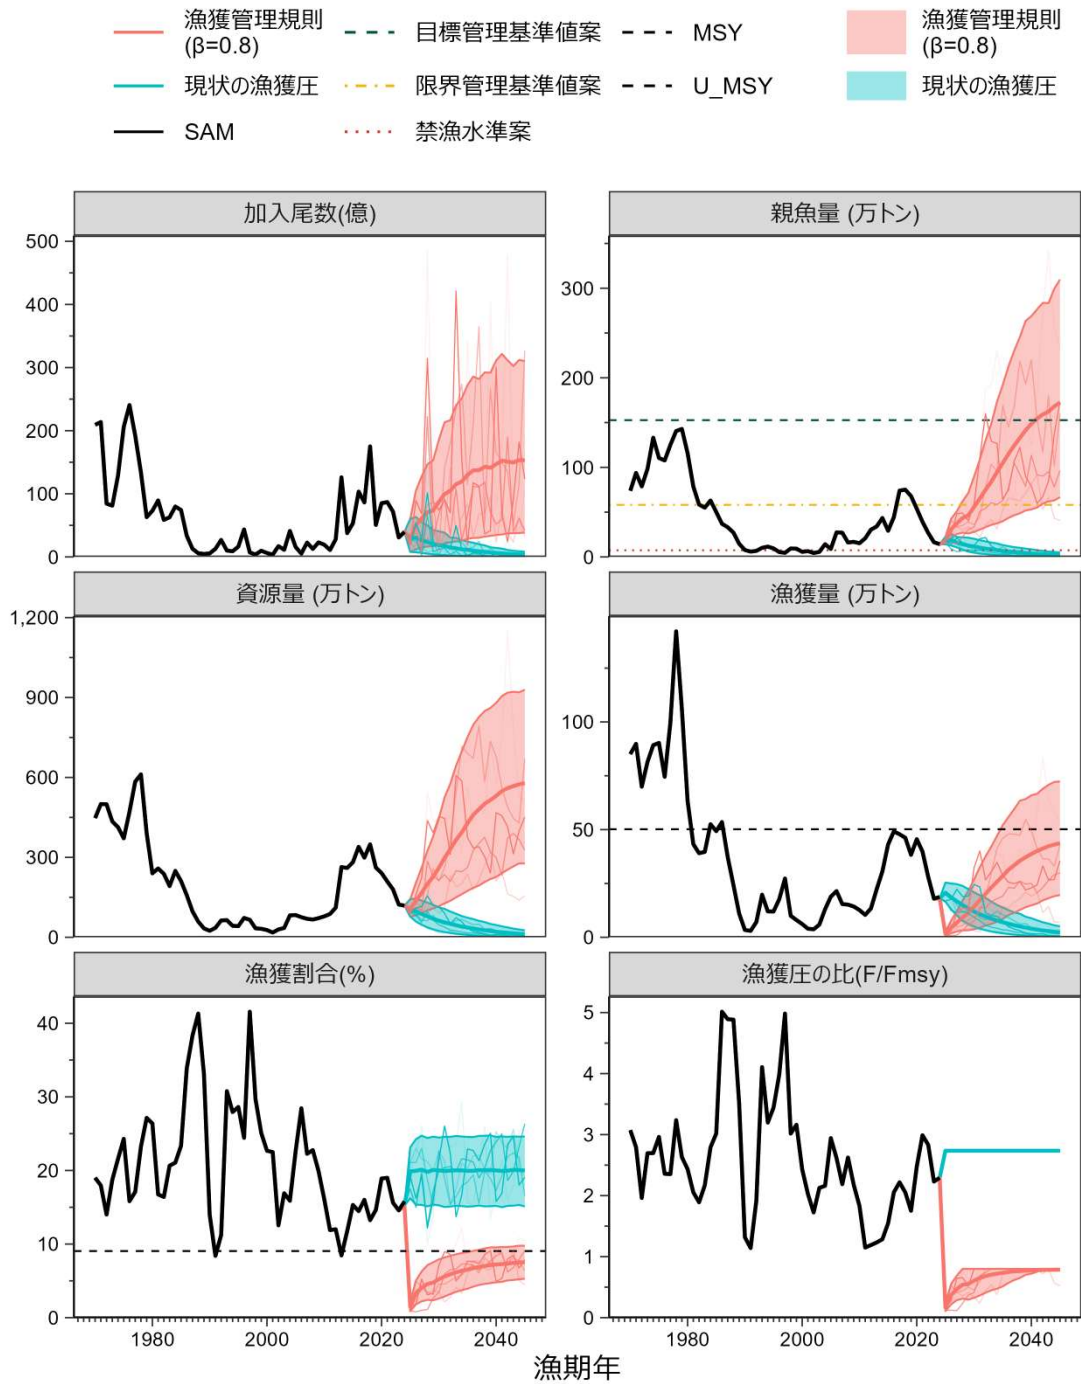 漁獲管理規則
(β=0.8)
目標管理基準値案
MSY
漁獲管理規則
(β=0.8)
現状の漁獲圧
限界管理基準値案
U_MSY
現状の漁獲圧
SAM
禁漁水準案
加入尾数(億)
500
400
300
200
100
0
親魚量 (万トン)
300
200
100
0
資源量 (万トン)
1,200
900
600
300
0
漁獲量 (万トン)
100
50
0
漁獲割合(%)
40
30
20
10
0
1980 2000 2020 2040
漁獲圧の比(F/Fmsy)
5
4
3
2
1
0
1980 2000 2020 2040
漁期年